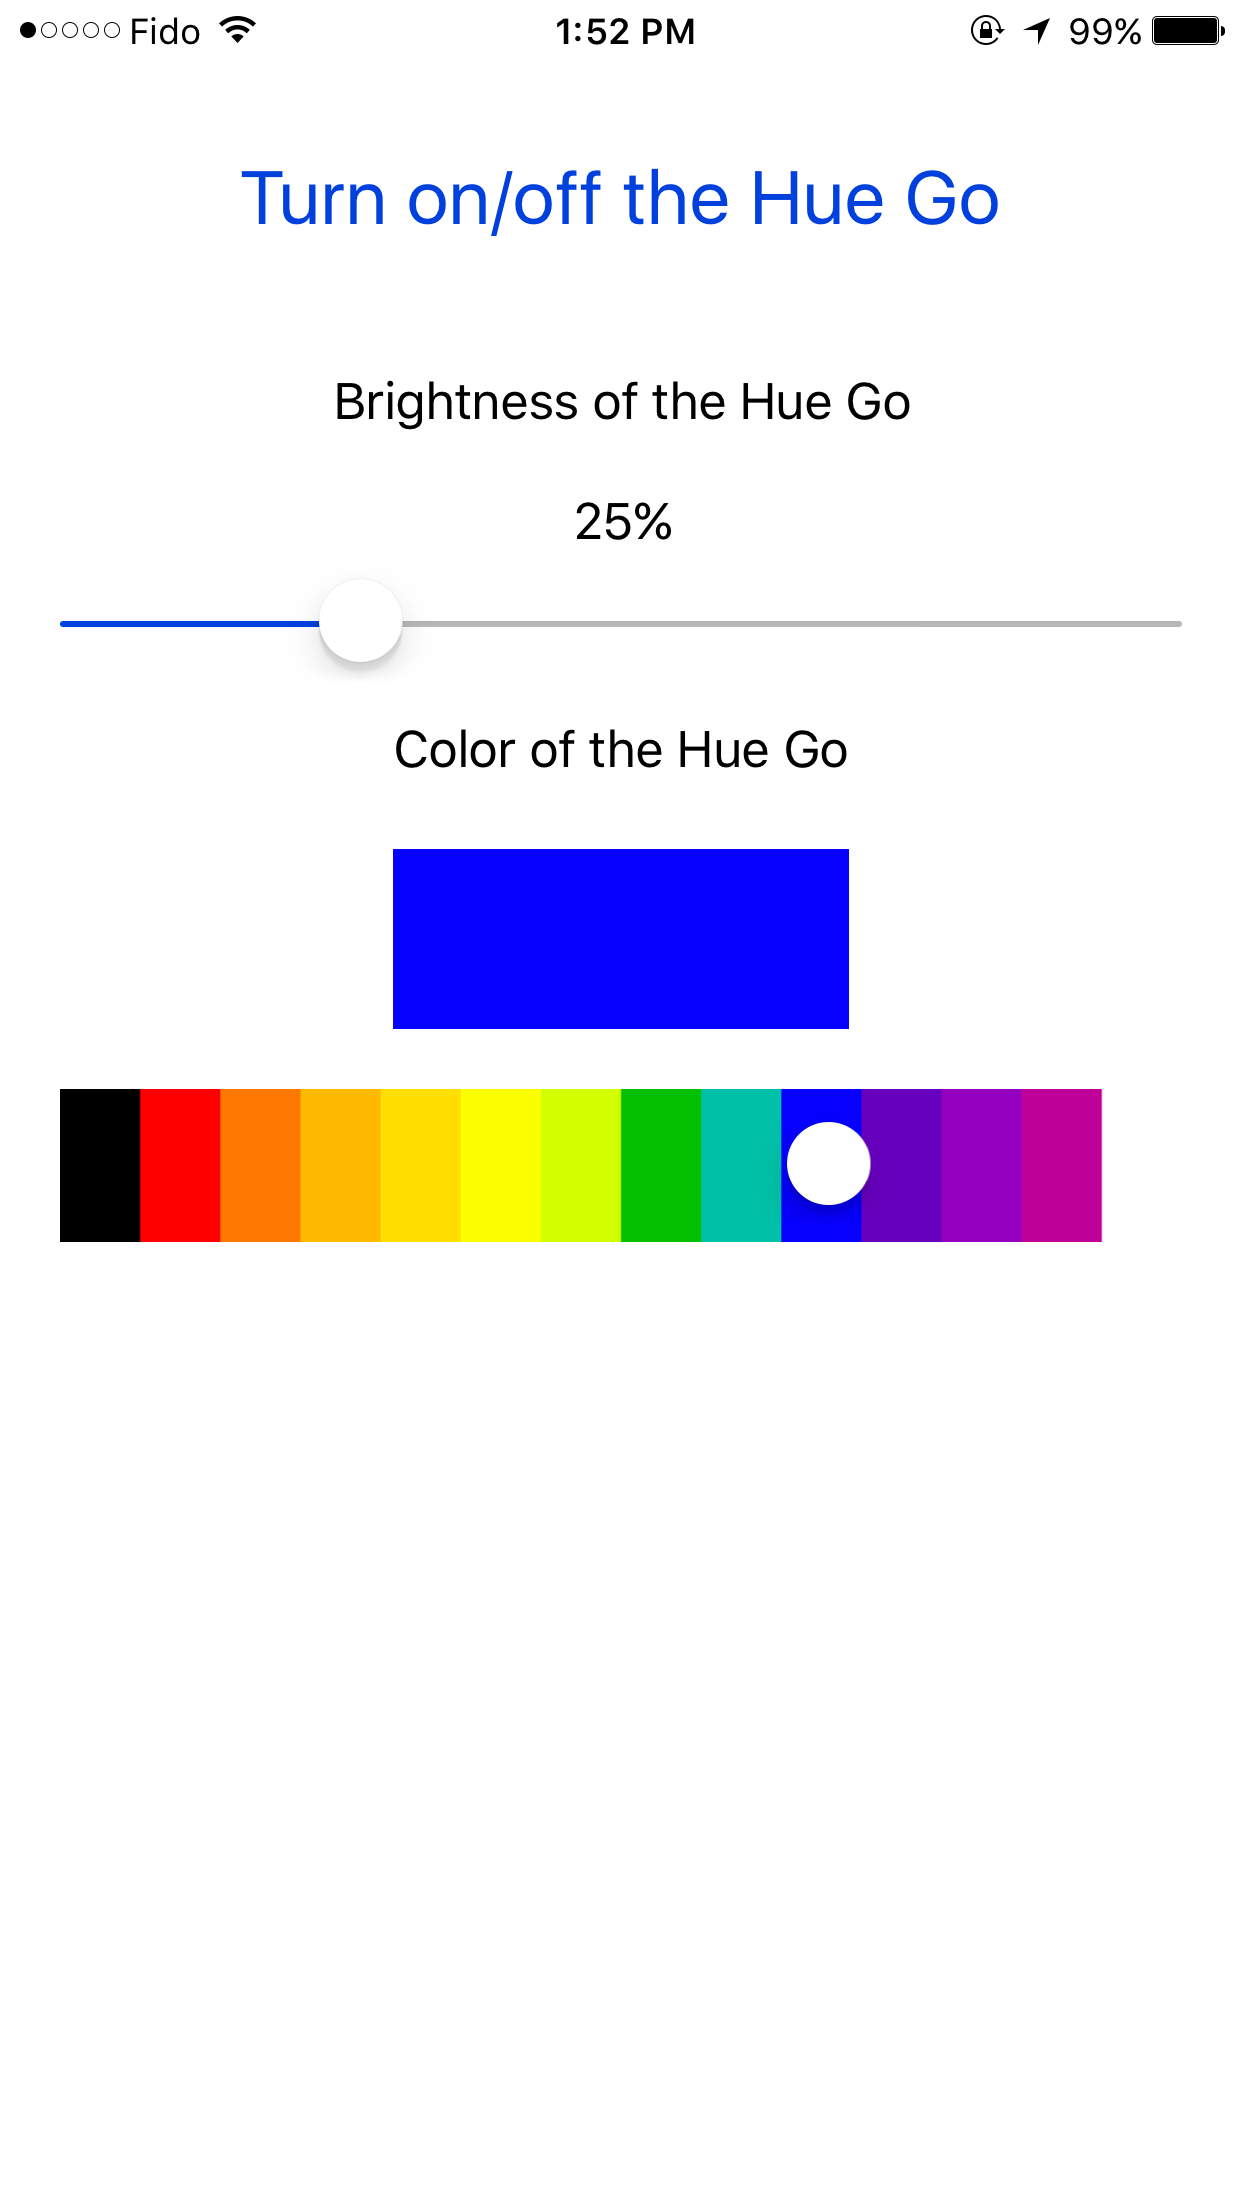 Fido 1:52 PM 99%
Turn on/off the Hue Go
Brightness of the Hue Go
25%
Color of the Hue Go